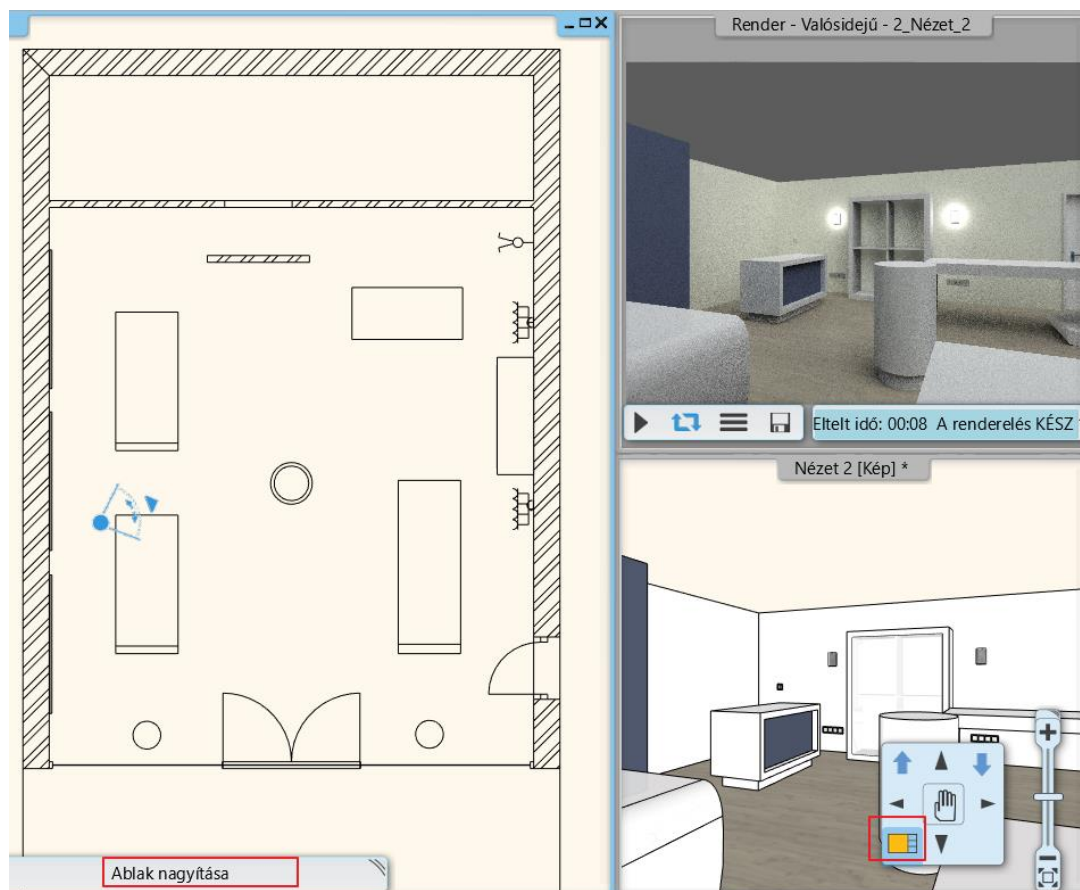 Render - Valósidejű - 2_Nézet_2
Eltelt idő: 00:08 A renderelés KÉSZ
Nézet 2 [Kép] *
Ablak nagyítása